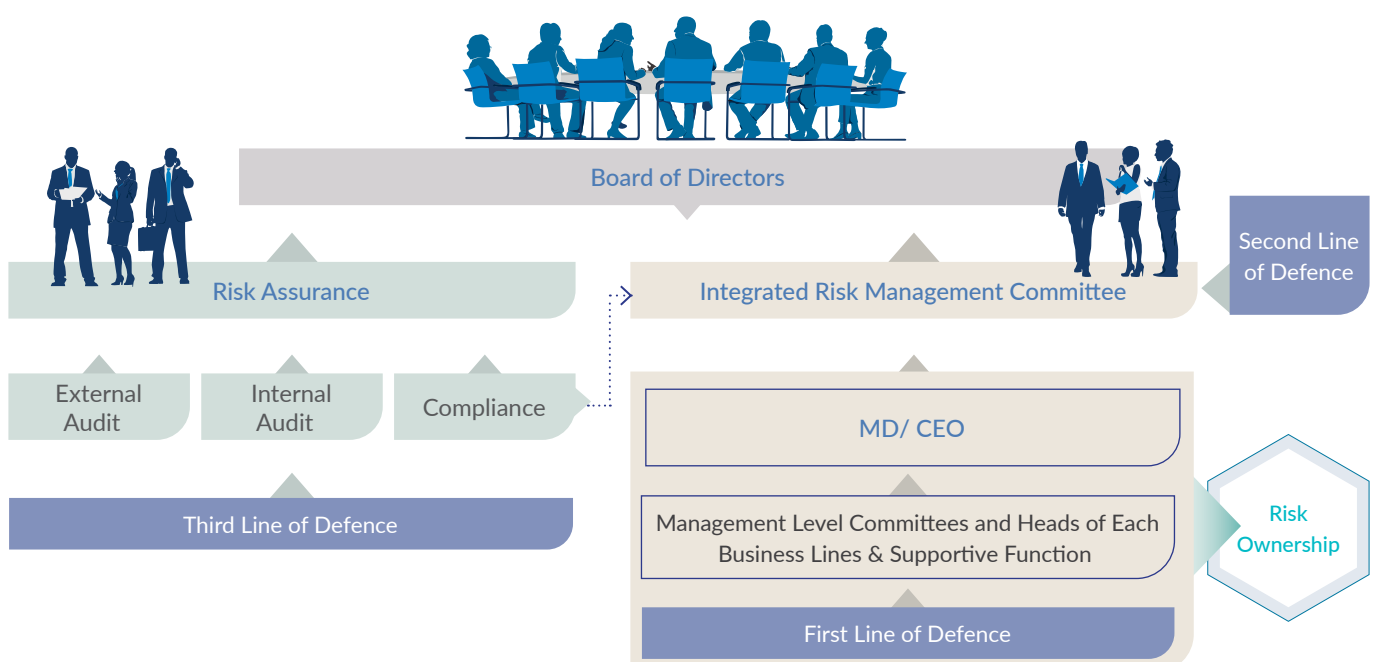 Board of Directors
Second Line
of Defence
Risk Assurance
Integrated Risk Management Committee
External
Audit
Internal
Audit
Compliance
MD/ CEO
Third Line of Defence
Management Level Committees and Heads of Each
Business Lines & Supportive Function
Risk
Ownership
First Line of Defence